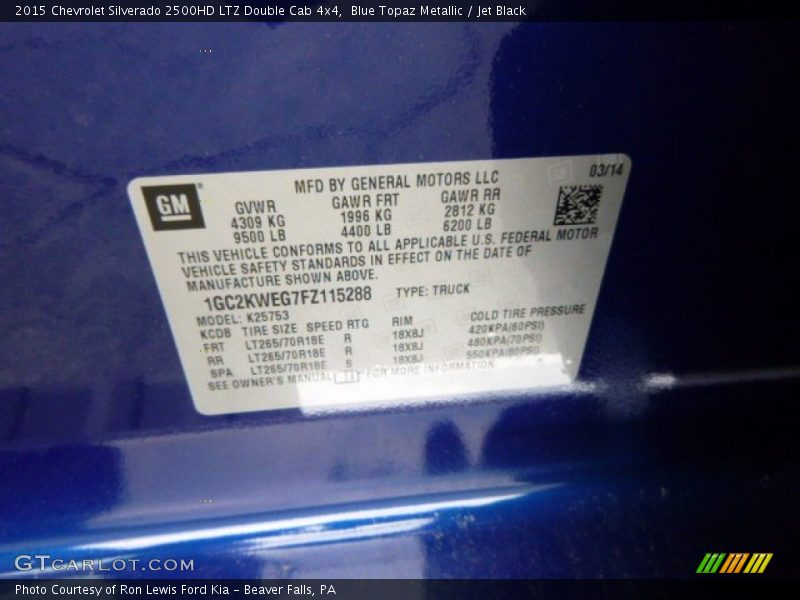 2015 Chevrolet Silverado 2500HD LTZ Double Cab 4x4, Blue Topaz Metallic / Jet Black
GM
MFD BY GENERAL MOTORS LLC
03/14
GVWR GAWR FRT GAWR RR
4309 KG 1996 KG 2812 KG
9500 LB 4400 LB 6200 LB
THIS VEHICLE CONFORMS TO ALL APPLICABLE U.S. FEDERAL MOTOR
VEHICLE SAFETY STANDARDS IN EFFECT ON THE DATE OF
MANUFACTURE SHOWN ABOVE.
1GC2KWEG7FZ115288 TYPE: TRUCK
MODEL: K25753
KCDB TIRE SIZE SPEED RTG RIM COLD TIRE PRESSURE
FRT LT265/70R18E R 18X8J 420KPA(60PSI)
RR LT265/70R18E R 18X8J 480KPA(70PSI)
SPA LT265/70R18E S 18X8J 550KPA(80PSI)
SEE OWNER'S MANUAL FOR MORE INFORMATION
GTCARLOT.COM
Photo Courtesy of Ron Lewis Ford Kia - Beaver Falls, PA